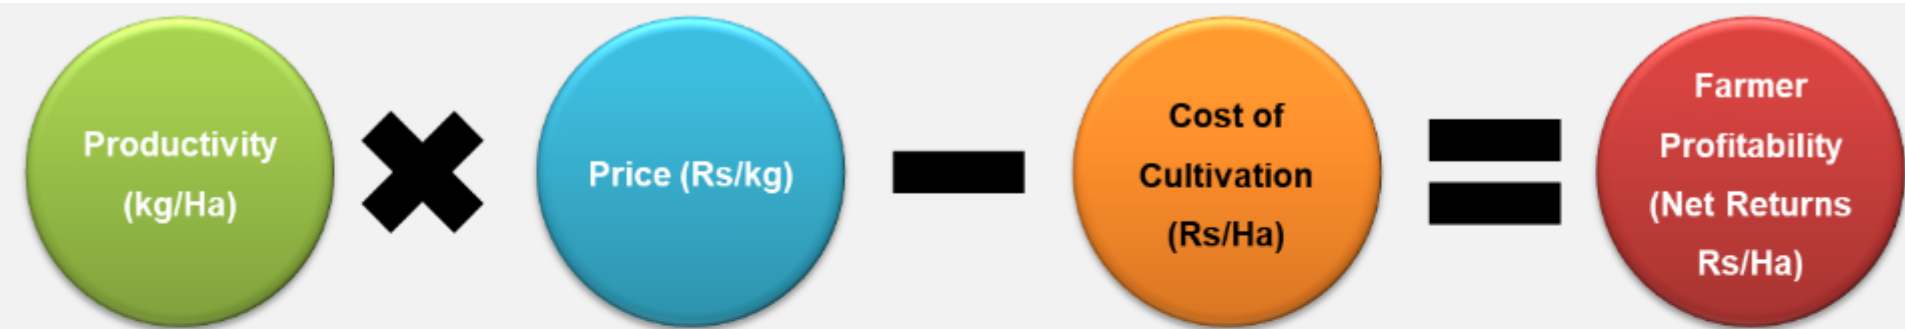 Productivity
(kg/Ha)
Price (Rs/kg)
Cost of
Cultivation
(Rs/Ha)
Farmer
Profitability
(Net Returns
Rs/Ha)